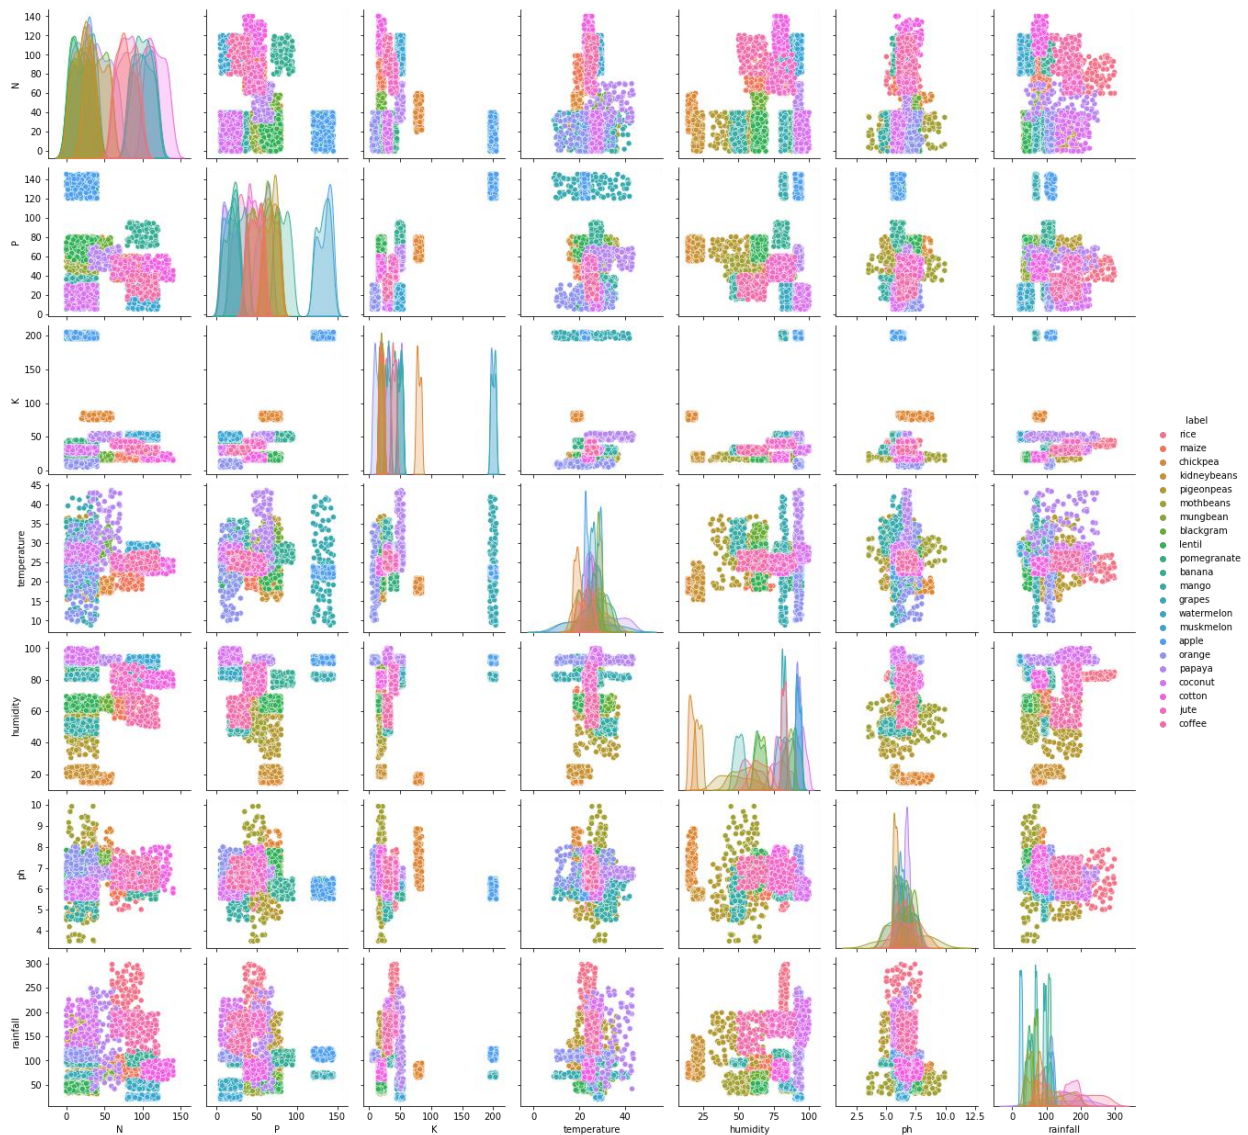 140
120
100
80
60
40
20
0
N
140
120
100
80
60
40
20
0
P
200
150
100
50
0
K
45
40
35
30
25
20
15
10
temperature
100
80
60
40
20
humidity
10
9
8
7
6
5
4
ph
300
250
200
150
100
50
rainfall
0 50 100 150
N
0 50 100 150
P
0 50 100 150 200
K
0 20 40
temperature
25 50 75 100
humidity
2.5 5.0 7.5 10.0 12.5
ph
0 100 200 300
rainfall
label
rice
maize
chickpea
kidneybeans
pigeonpeas
mothbeans
mungbean
blackgram
lentil
pomegranate
banana
mango
grapes
watermelon
muskmelon
apple
orange
papaya
coconut
cotton
jute
coffee